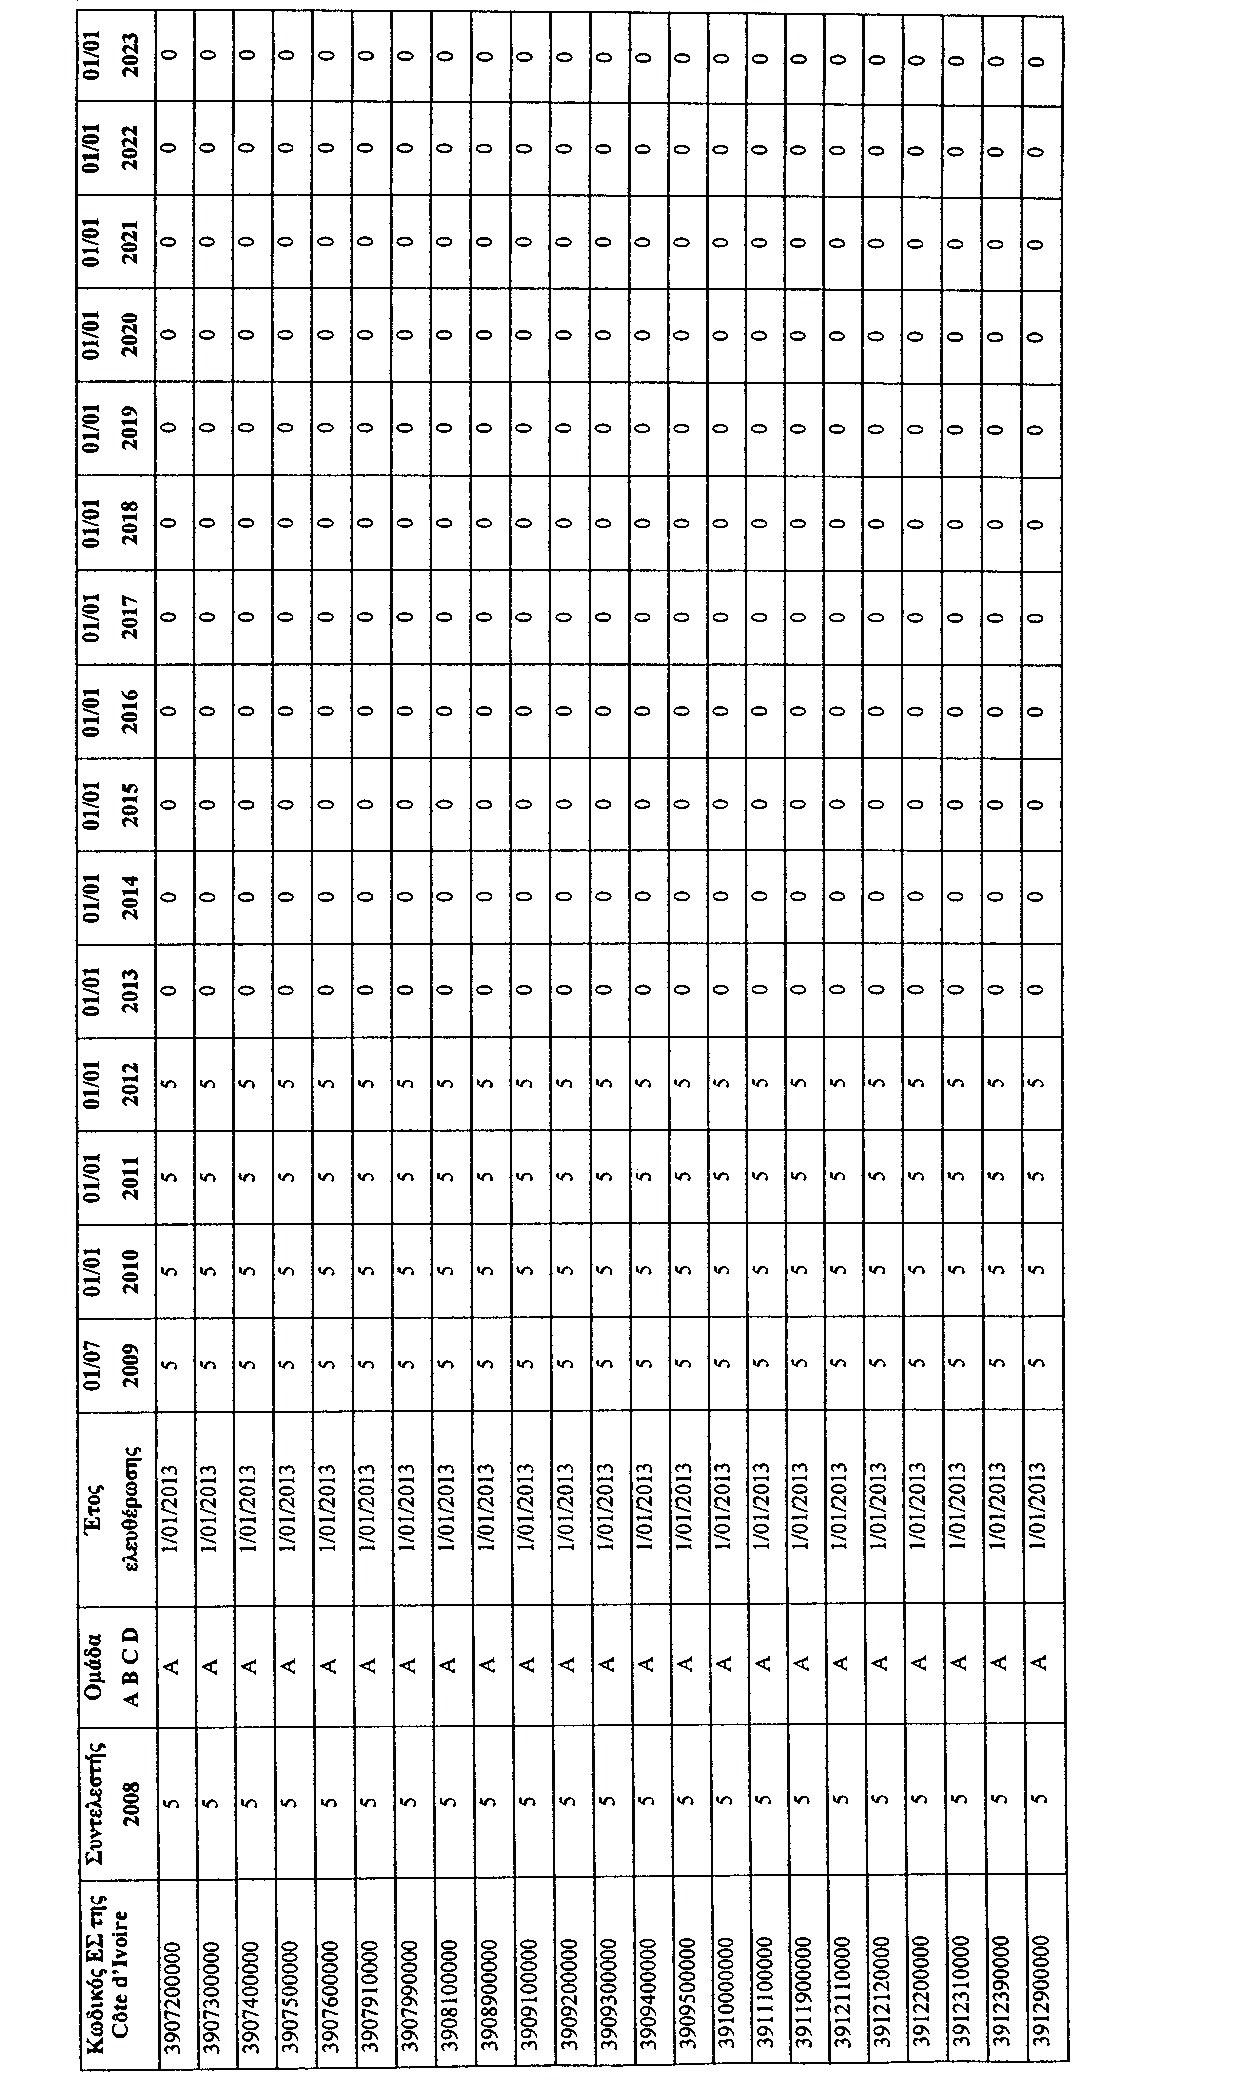 Κωδικός ΕΣ της Συντελεστής Ομάδα Έτος 01/07 01/01 01/01 01/01 01/01 01/01 01/01 01/01 01/01 01/01 01/01 01/01 01/01 01/01 01/01
Côte d'Ivoire 2008 A B C D ελευθέρωσης 2009 2010 2011 2012 2013 2014 2015 2016 2017 2018 2019 2020 2021 2022 2023
3907200000 5 A 1/01/2013 5 5 5 5 0 0 0 0 0 0 0 0 0 0 0
3907300000 5 A 1/01/2013 5 5 5 5 0 0 0 0 0 0 0 0 0 0 0
3907400000 5 A 1/01/2013 5 5 5 5 0 0 0 0 0 0 0 0 0 0 0
3907500000 5 A 1/01/2013 5 5 5 5 0 0 0 0 0 0 0 0 0 0 0
3907600000 5 A 1/01/2013 5 5 5 5 0 0 0 0 0 0 0 0 0 0 0
3907910000 5 A 1/01/2013 5 5 5 5 0 0 0 0 0 0 0 0 0 0 0
3907990000 5 A 1/01/2013 5 5 5 5 0 0 0 0 0 0 0 0 0 0 0
3908100000 5 A 1/01/2013 5 5 5 5 0 0 0 0 0 0 0 0 0 0 0
3908900000 5 A 1/01/2013 5 5 5 5 0 0 0 0 0 0 0 0 0 0 0
3909100000 5 A 1/01/2013 5 5 5 5 0 0 0 0 0 0 0 0 0 0 0
3909200000 5 A 1/01/2013 5 5 5 5 0 0 0 0 0 0 0 0 0 0 0
3909300000 5 A 1/01/2013 5 5 5 5 0 0 0 0 0 0 0 0 0 0 0
3909400000 5 A 1/01/2013 5 5 5 5 0 0 0 0 0 0 0 0 0 0 0
3909500000 5 A 1/01/2013 5 5 5 5 0 0 0 0 0 0 0 0 0 0 0
3910000000 5 A 1/01/2013 5 5 5 5 0 0 0 0 0 0 0 0 0 0 0
3911100000 5 A 1/01/2013 5 5 5 5 0 0 0 0 0 0 0 0 0 0 0
3911900000 5 A 1/01/2013 5 5 5 5 0 0 0 0 0 0 0 0 0 0 0
3912110000 5 A 1/01/2013 5 5 5 5 0 0 0 0 0 0 0 0 0 0 0
3912120000 5 A 1/01/2013 5 5 5 5 0 0 0 0 0 0 0 0 0 0 0
3912200000 5 A 1/01/2013 5 5 5 5 0 0 0 0 0 0 0 0 0 0 0
3912310000 5 A 1/01/2013 5 5 5 5 0 0 0 0 0 0 0 0 0 0 0
3912390000 5 A 1/01/2013 5 5 5 5 0 0 0 0 0 0 0 0 0 0 0
3912900000 5 A 1/01/2013 5 5 5 5 0 0 0 0 0 0 0 0 0 0 0